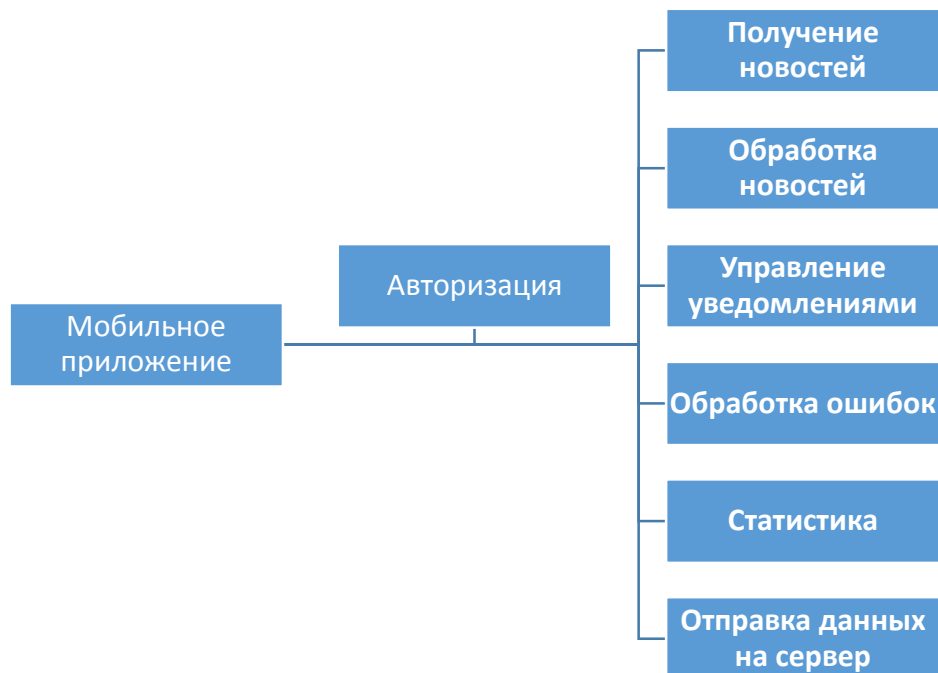 Мобильное
приложение
Авторизация
Получение
новостей
Обработка
новостей
Управление
уведомлениями
Обработка ошибок
Статистика
Отправка данных
на сервер